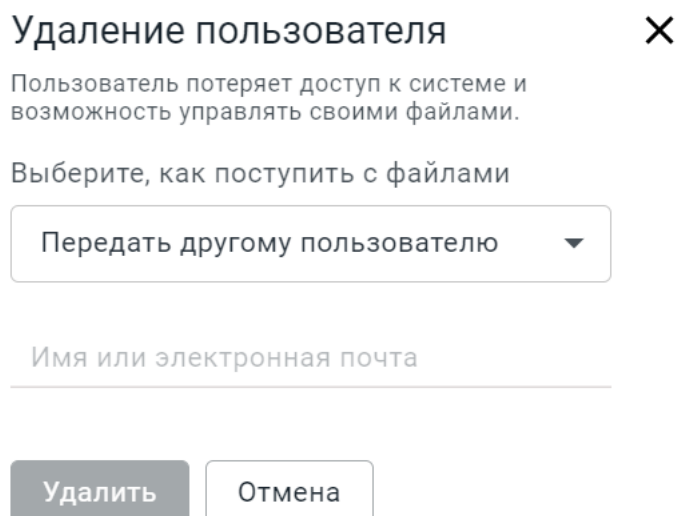 Удаление пользователя
Пользователь потеряет доступ к системе и
возможность управлять своими файлами.
Выберите, как поступить с файлами
Передать другому пользователю
Имя или электронная почта
Удалить
Отмена